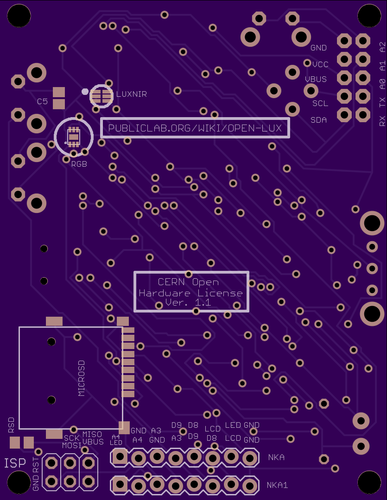 GND
VCC
VBUS
SCL
SDA
A2
A1
A0
TX
RX
C5
LUXNIR
PUBLICLAB.ORG/WIKI/OPEN-LUX
RGB
CERN Open
Hardware License
Ver. 1.1
MICROSD
RSD
MISO
SCK VBUS
MOSI
A4 GND A3 D9 D8 LED GND
LED A4 GND A3 D9 D8 LCD LED GND
LCD
ISP
GND RST
NKA
NKA1